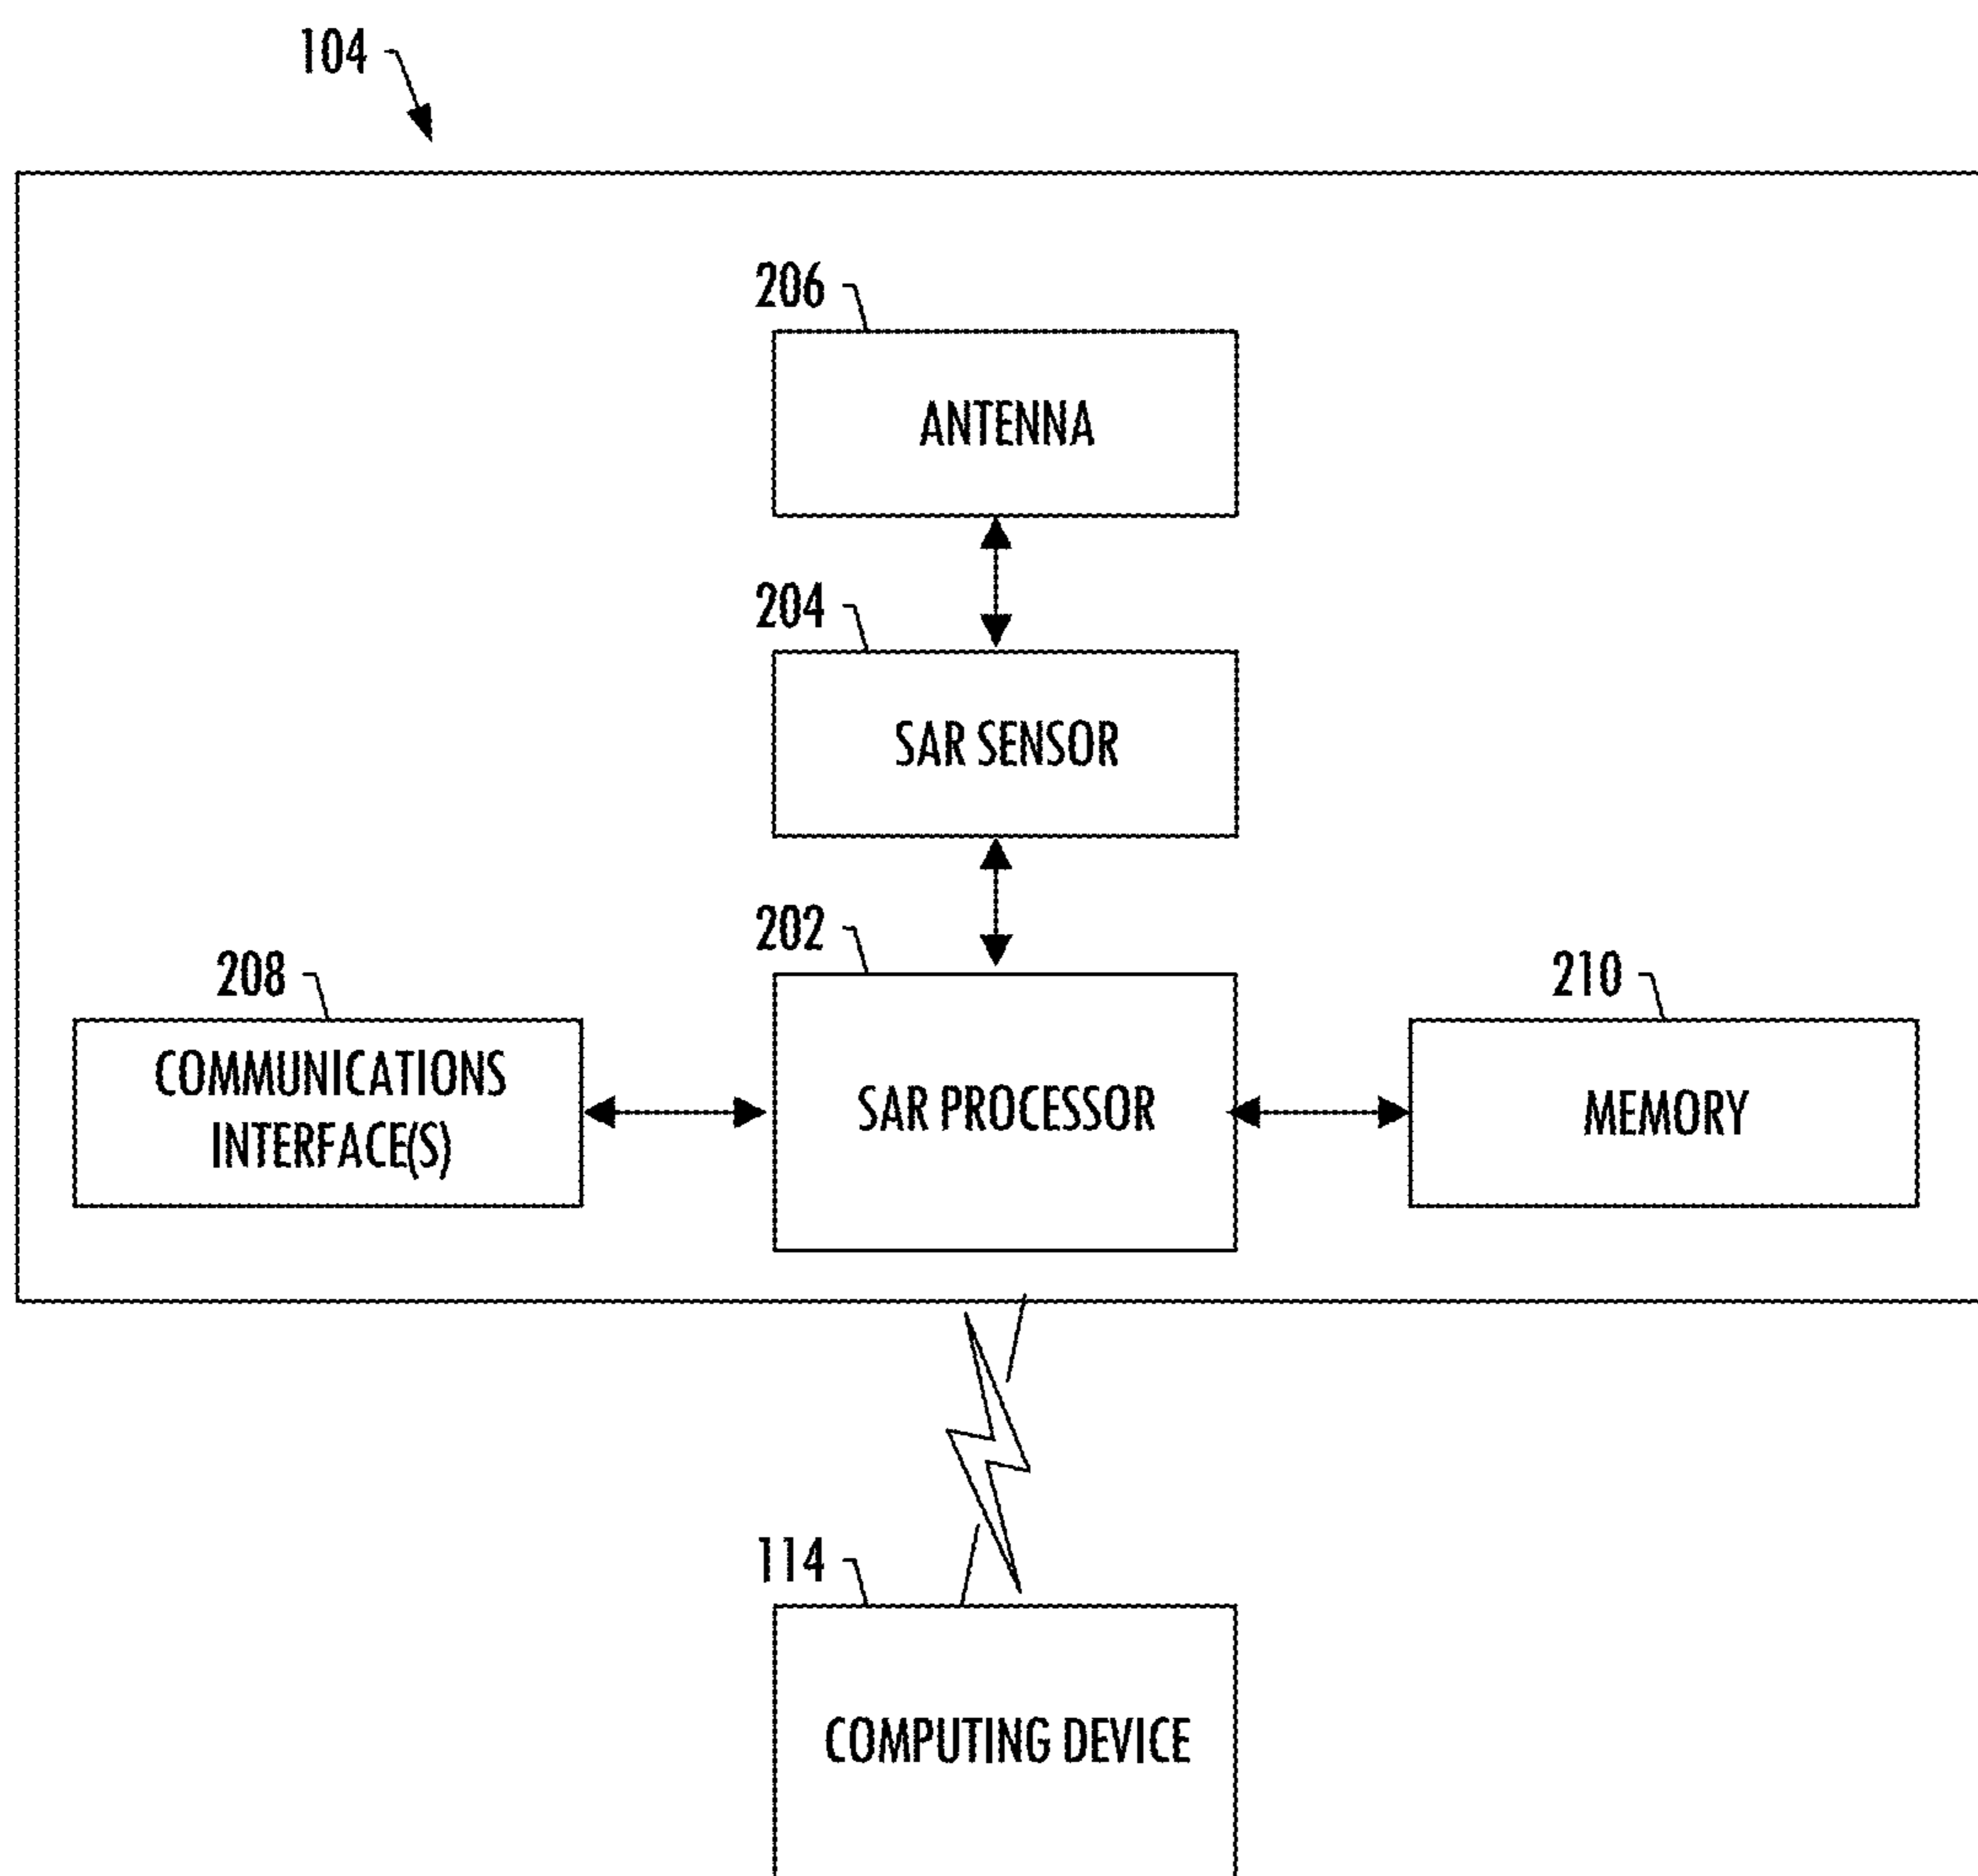 104
206
ANTENNA
204
SAR SENSOR
202
208
210
COMMUNICATIONS
INTERFACE(S)
SAR PROCESSOR
MEMORY
114
COMPUTING DEVICE